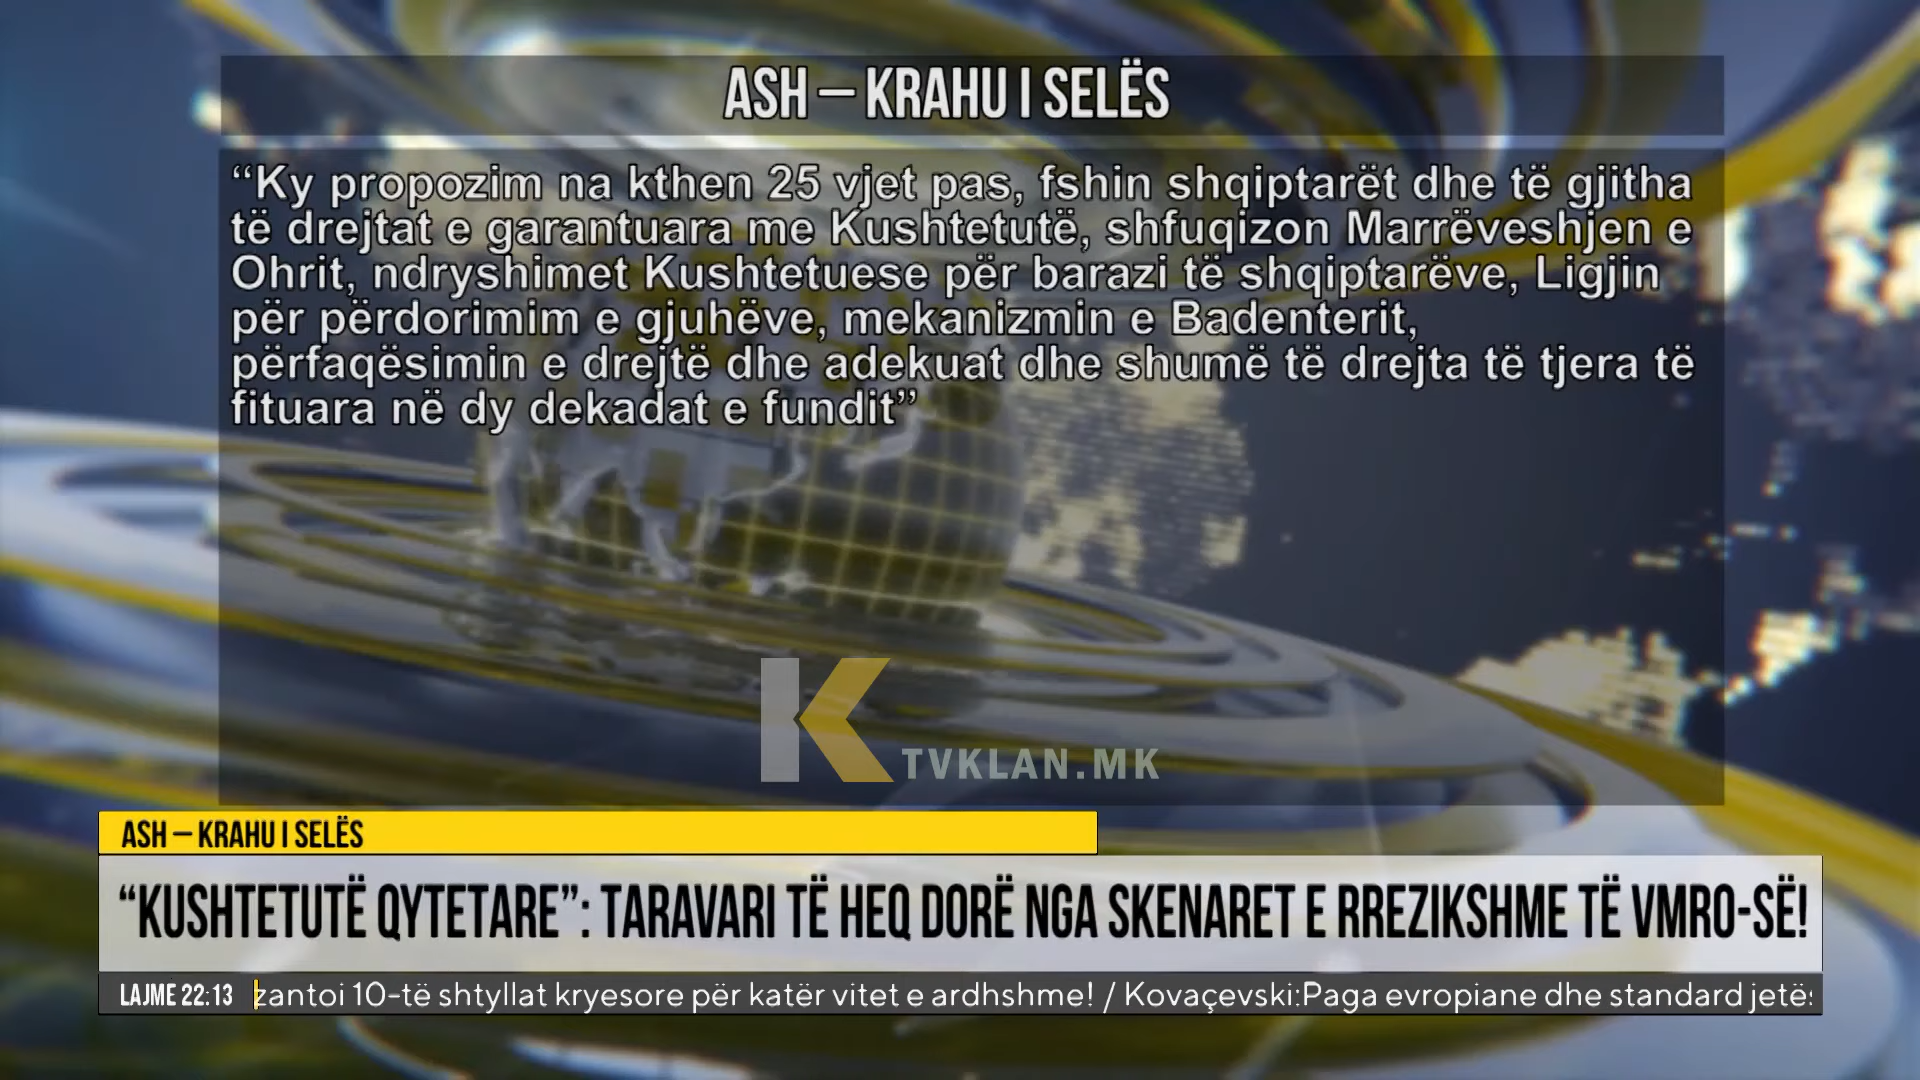 ASH – KRAHU I SELËS
“Ky propozim na kthen 25 vjet pas, fshin shqiptarët dhe të gjitha
të drejtat e garantuara me Kushtetutë, shfuqizon Marrëveshjen e
Ohrit, ndryshimet Kushtetuese për barazi të shqiptarëve, Ligjin
për përdorimim e gjuhëve, mekanizmin e Badenterit,
përfaqësimin e drejtë dhe adekuat dhe shumë të drejta të tjera të
fituara në dy dekadat e fundit”
TVKLAN.MK
ASH – KRAHU I SELËS
“KUSHTETUTË QYTETARE”: TARAVARI TË HEQ DORË NGA SKENARET E RREZIKSHME TË VMRO-SË!
LAJME 22:13 zantoi 10-të shtyllat kryesore për katër vitet e ardhshme! / Kovaçevski:Paga evropiane dhe standard jetë